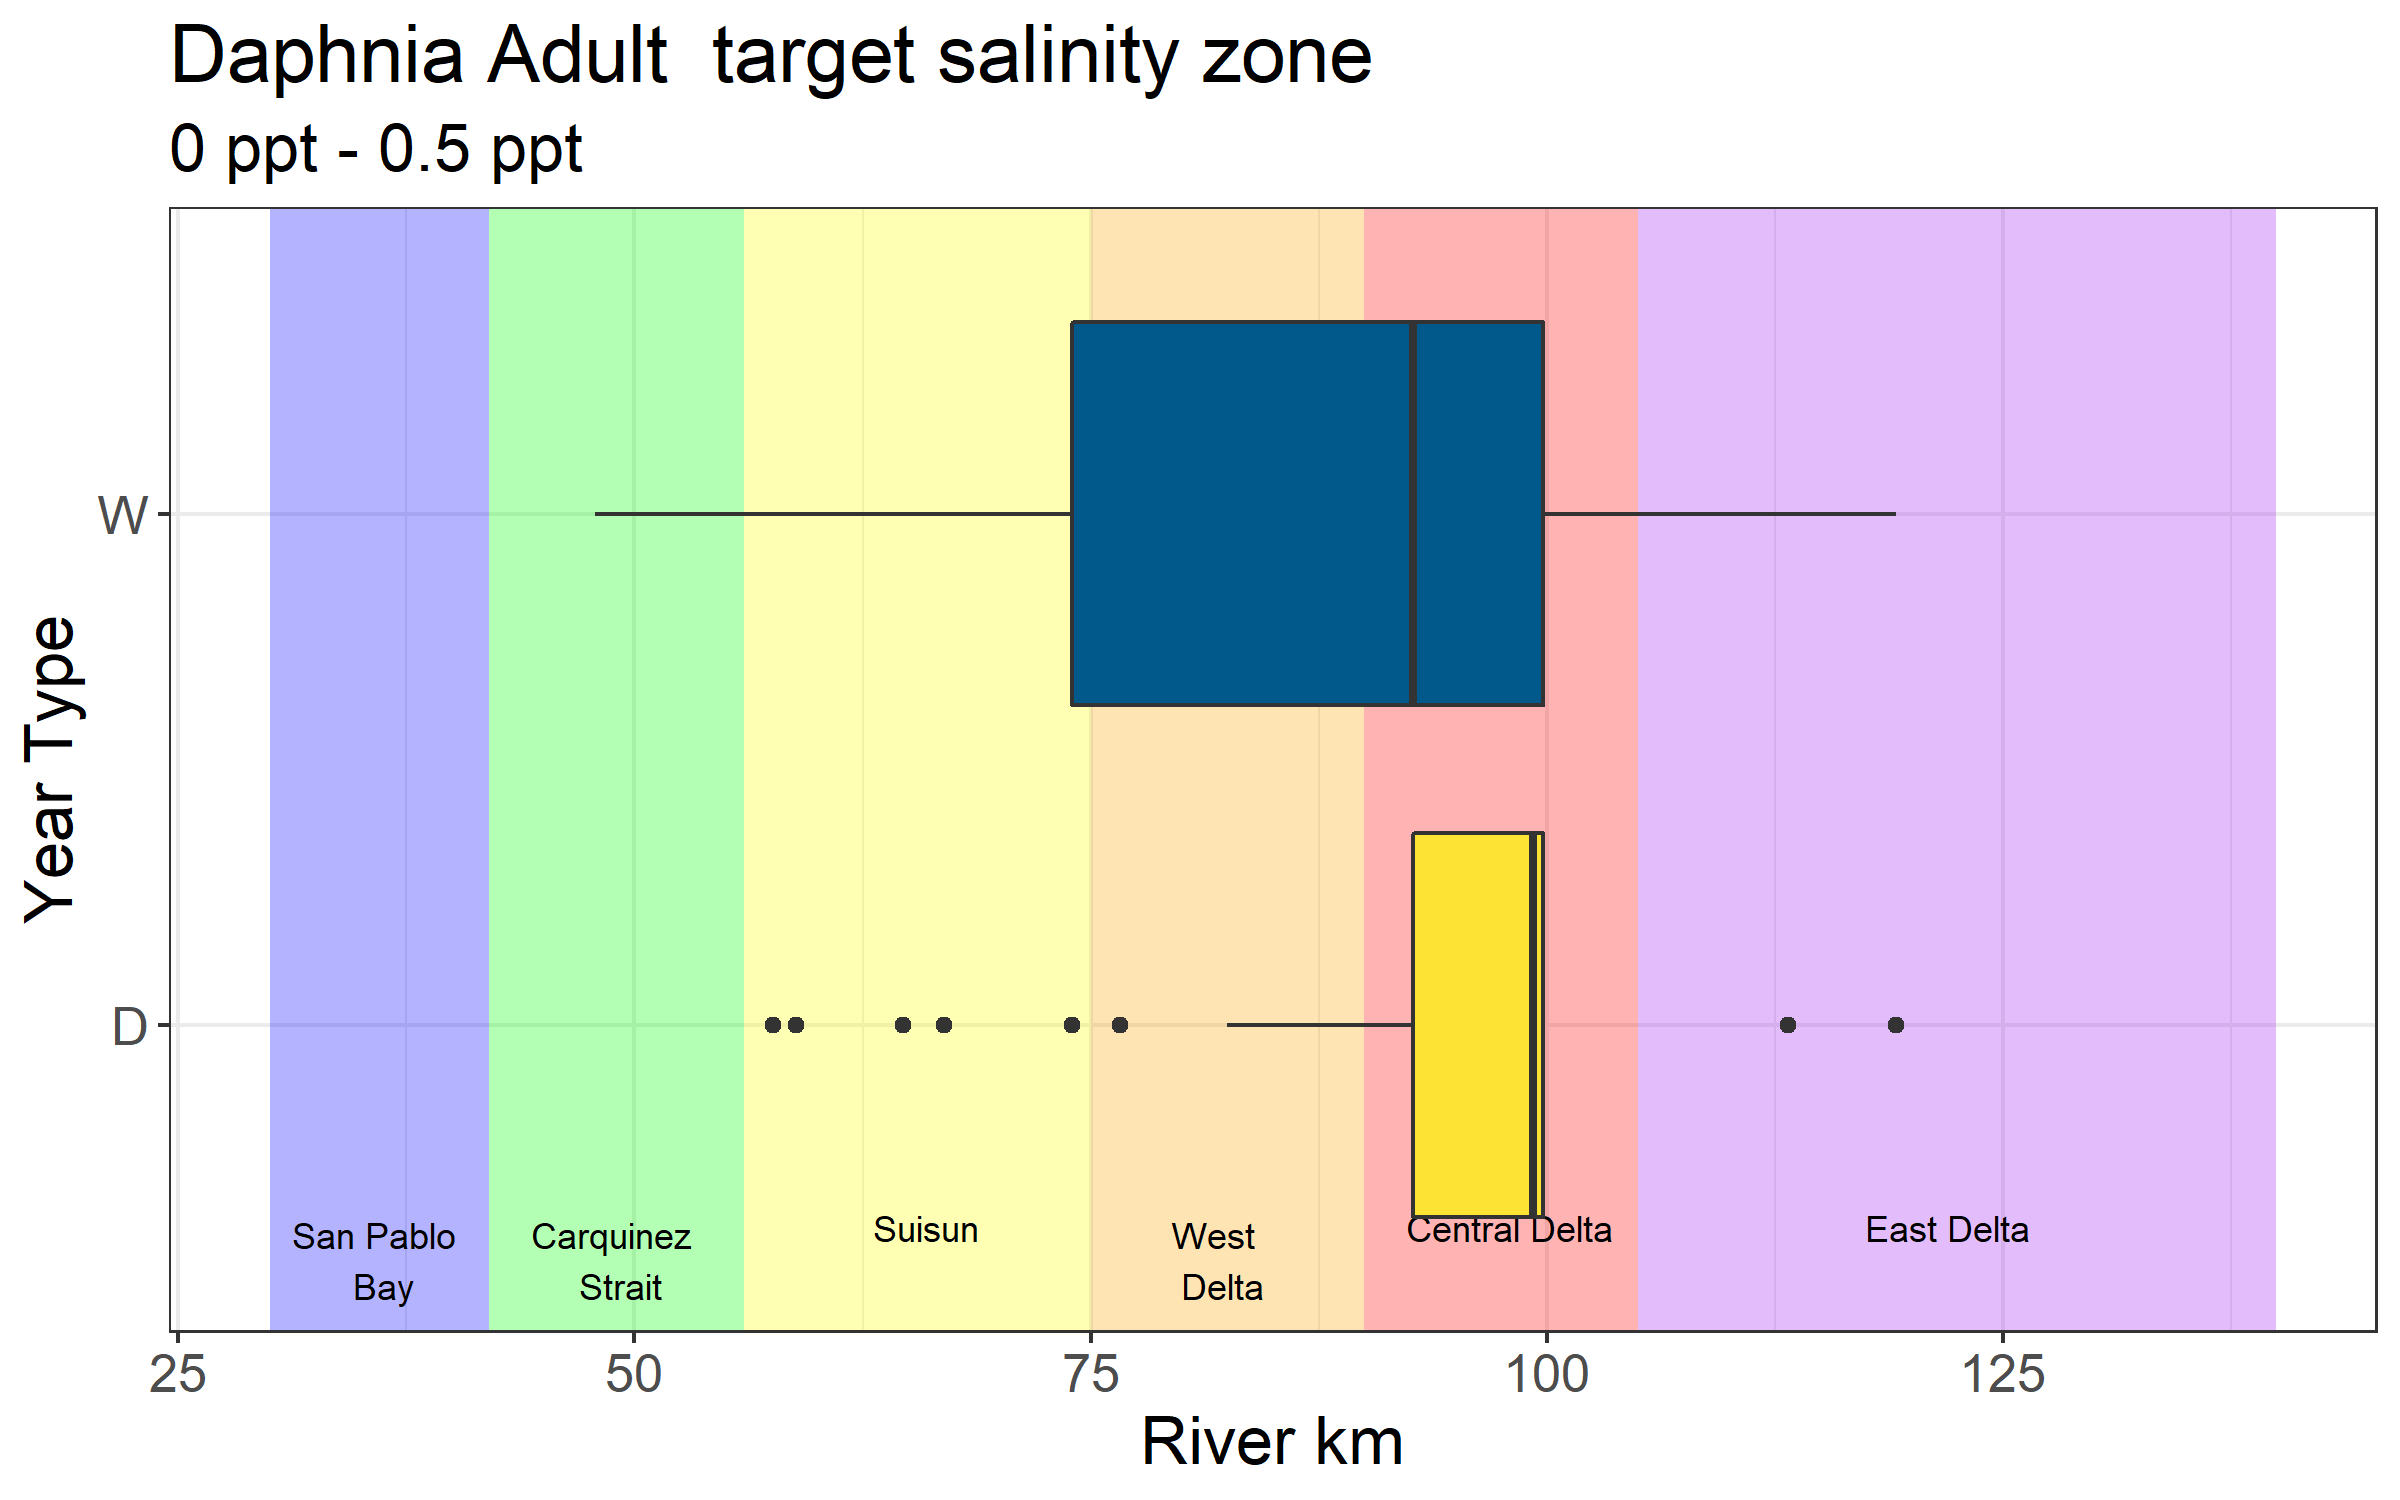 Daphnia Adult  target salinity zone
0 ppt - 0.5 ppt
Year Type
W
D
San Pablo
Bay
Carquinez
Strait
Suisun
West
Delta
Central Delta
East Delta
25
50
75
100
125
River km